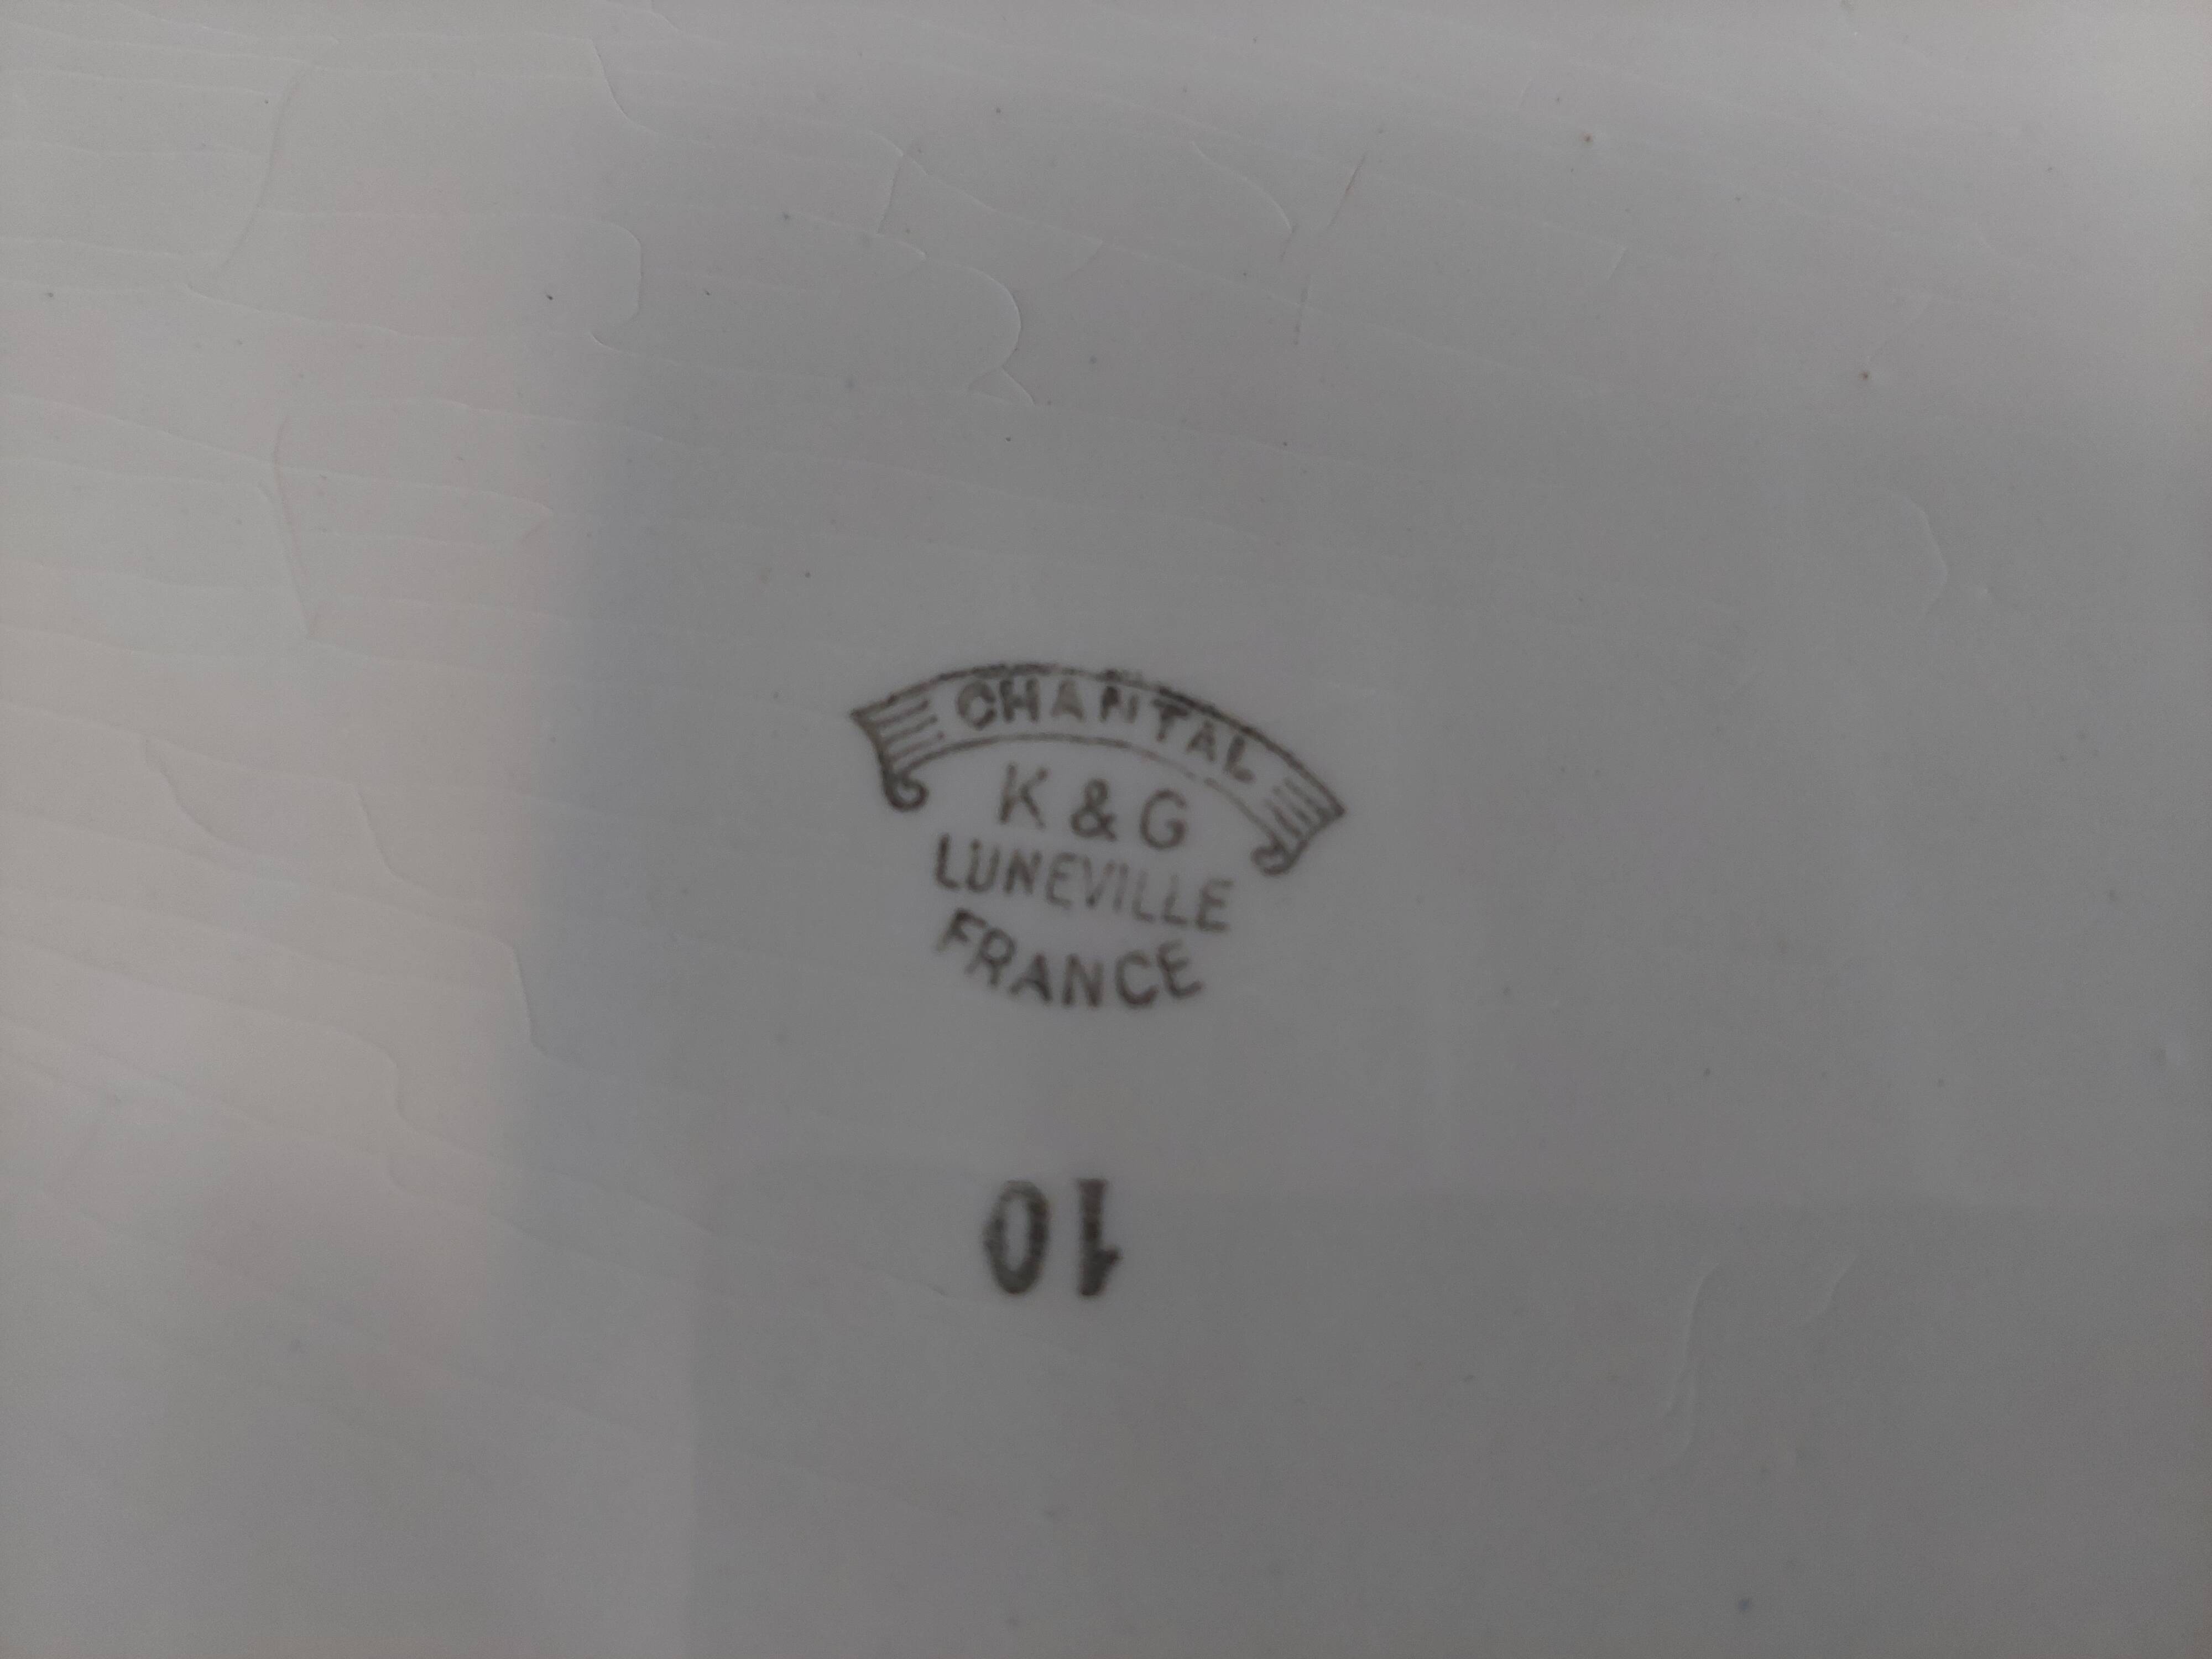 CHANTAL
K & G
LUNEVILLE
FRANCE
10